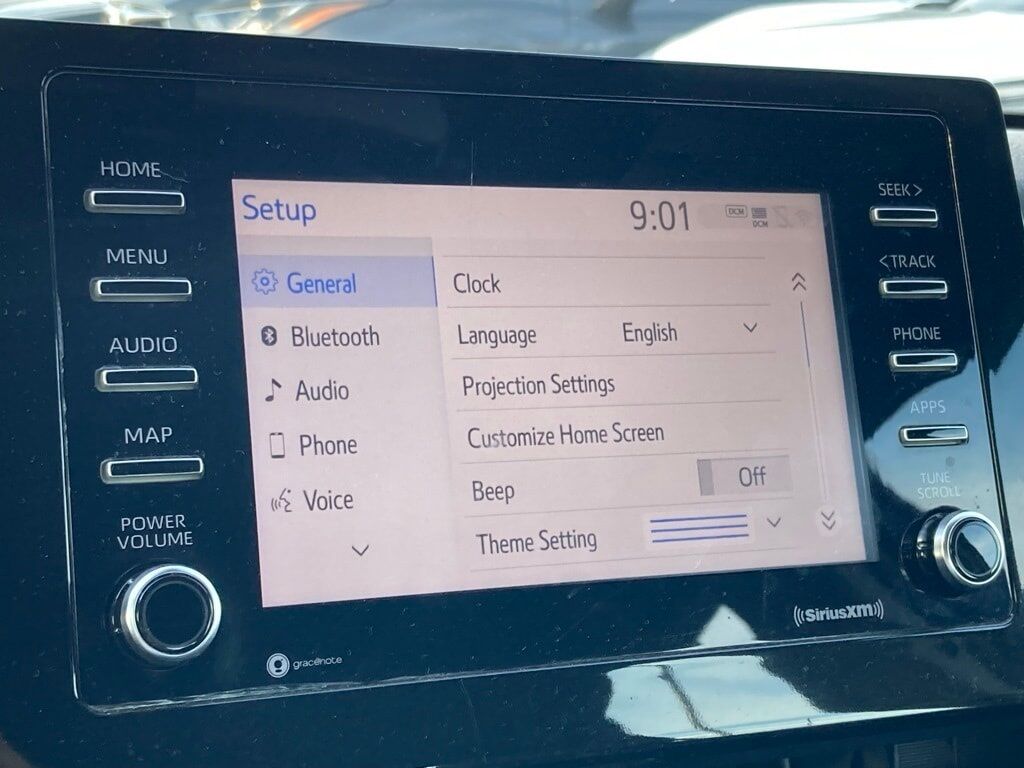 HOME
MENU
AUDIO
MAP
POWER
VOLUME
Setup
9:01
DCM
DCM
General
Bluetooth
Audio
Phone
Voice
Clock
Language English
Projection Settings
Customize Home Screen
Beep Off
Theme Setting
SEEK>
<TRACK
PHONE
APPS
TUNE
SCROLL
gracenote
SiriusXM